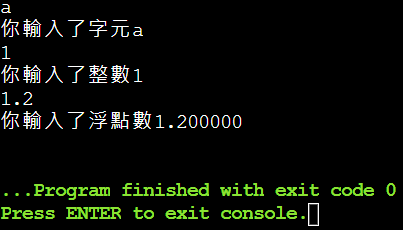 a
你輸入了字元a
1
你輸入了整數1
1.2
你輸入了浮點數1.200000
...Program finished with exit code 0
Press ENTER to exit console.